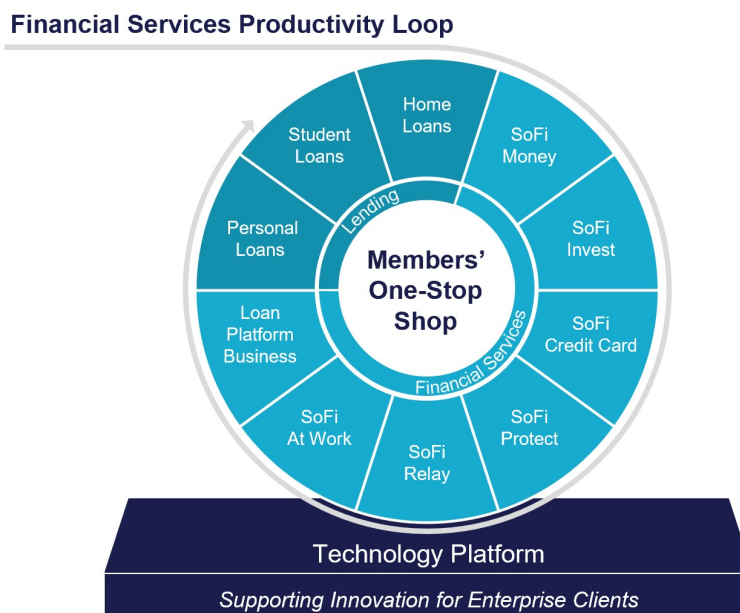 Financial Services Productivity Loop
Home
Loans
SoFi
Money
SoFi
Invest
SoFi
Credit Card
SoFi
Protect
SoFi
Relay
SoFi
At Work
Loan
Platform
Business
Personal
Loans
Student
Loans
Lending
Financial Services
Members’
One-Stop
Shop
Technology Platform
Supporting Innovation for Enterprise Clients